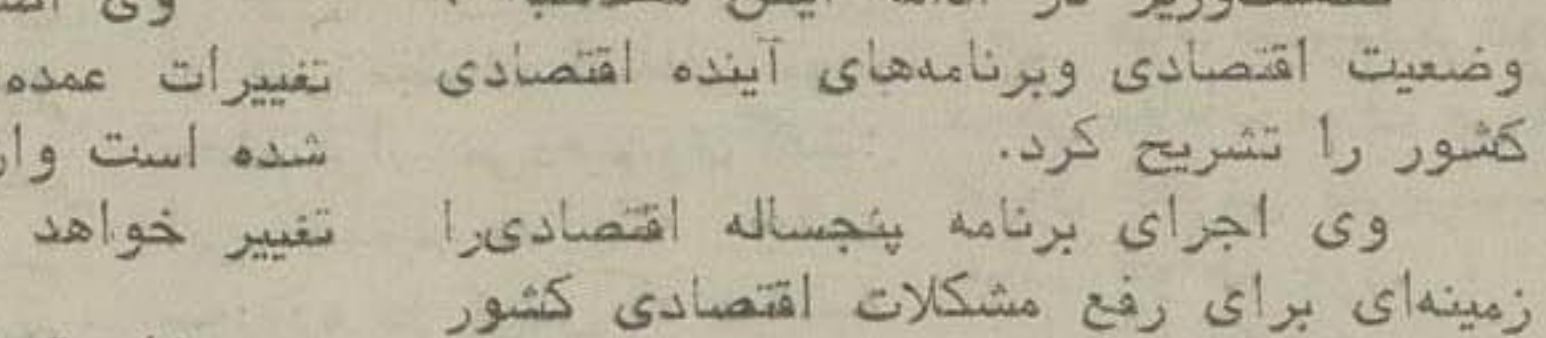 وضعیت اقتصادی وبرنامه‌های آینده اقتصادی
کشور را تشریح کرد.
وی اجرای برنامه پنجساله اقتصادی‌را
زمینه‌ای برای رفع مشکلات اقتصادی کشور
وی
تغییرات عمده
شده است
تغییر خواهد